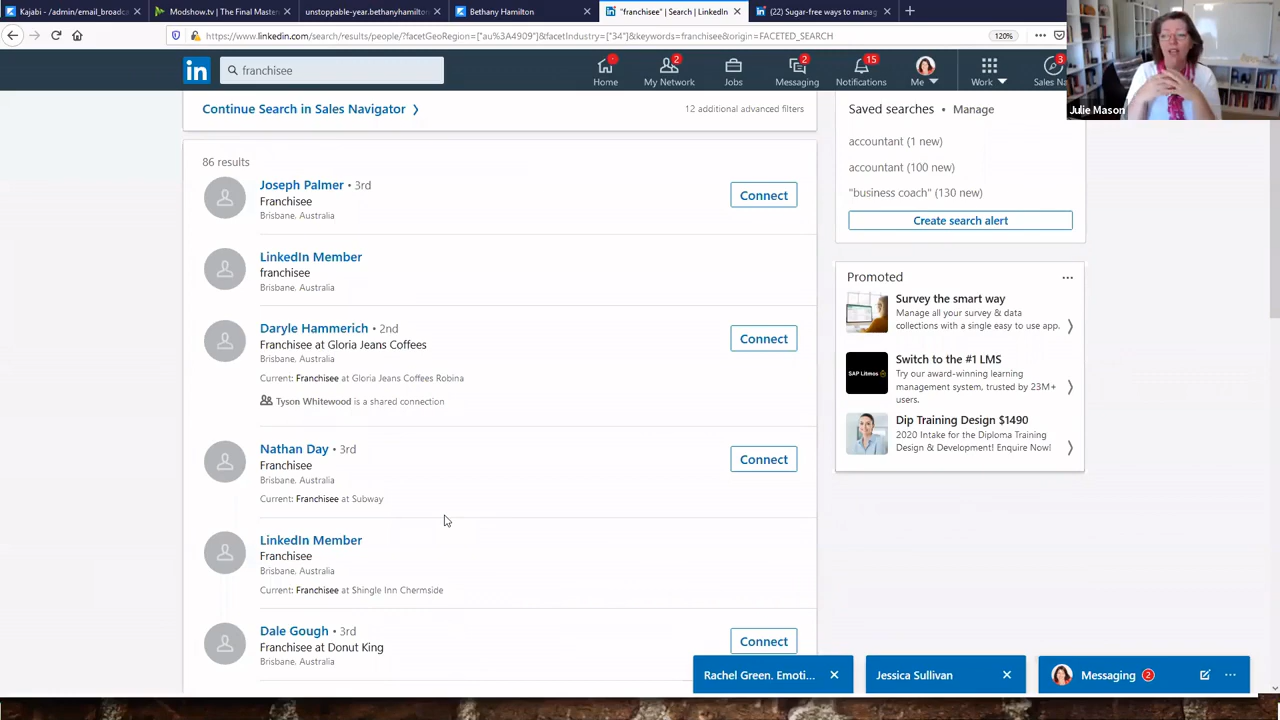 Kajabi - /admin/email_broadc
Modshow.tv | The Final Master
unstoppable-year.bethanyhamilton
Bethany Hamilton
"franchisee" | Search | LinkedIn
(22) Sugar-free ways to manag
https://www.linkedin.com/search/results/people/?facetGeoRegion=["au%3A4909"]&facetIndustry=["34"]&keywords=franchisee&origin=FACETED_SEARCH
120%
in
franchisee
Home
2
My Network
Jobs
2
Messaging
15
Notifications
Me
Work
3
Sales Na
Julie Mason
Continue Search in Sales Navigator
12 additional advanced filters
86 results
Joseph Palmer • 3rd
Franchisee
Brisbane, Australia
Connect
LinkedIn Member
franchisee
Brisbane, Australia
Daryle Hammerich • 2nd
Franchisee at Gloria Jeans Coffees
Brisbane, Australia
Current: Franchisee at Gloria Jeans Coffees Robina
Tyson Whitewood is a shared connection
Connect
Nathan Day • 3rd
Franchisee
Brisbane, Australia
Current: Franchisee at Subway
Connect
LinkedIn Member
Franchisee
Brisbane, Australia
Current: Franchisee at Shingle Inn Chermside
Dale Gough • 3rd
Franchisee at Donut King
Brisbane, Australia
Connect
Saved searches • Manage
accountant (1 new)
accountant (100 new)
"business coach" (130 new)
Create search alert
Promoted
Survey the smart way
Manage all your survey & data
collections with a single easy to use app.
SAP Litmos
Switch to the #1 LMS
Try our award-winning learning
management system, trusted by 23M+
users.
Dip Training Design $1490
2020 Intake for the Diploma Training
Design & Development! Enquire Now!
Rachel Green. Emoti...
Jessica Sullivan
Messaging 2